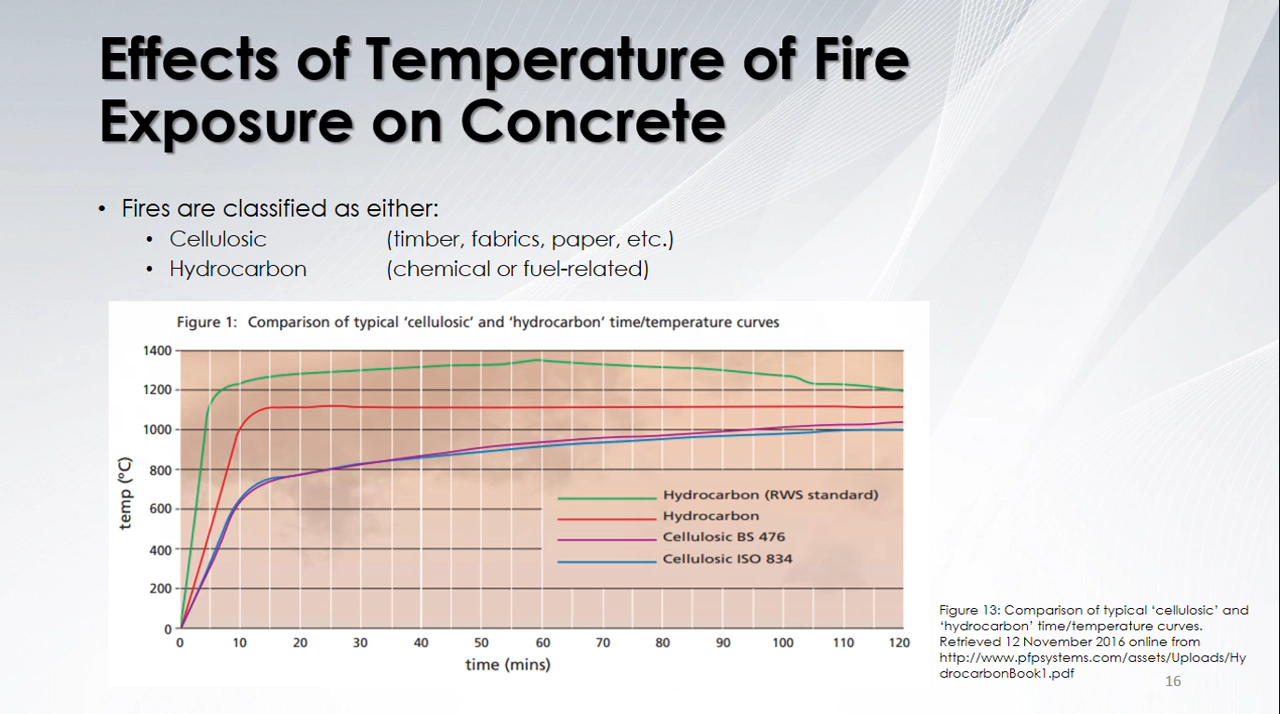 Effects of Temperature of Fire
Exposure on Concrete
• Fires are classified as either:
• Cellulosic (timber, fabrics, paper, etc.)
• Hydrocarbon (chemical or fuel-related)
Figure 1: Comparison of typical ‘cellulosic’ and ‘hydrocarbon’ time/temperature curves
1400
1200
1000
800
600
400
200
0
temp (°C)
Hydrocarbon (RWS standard)
Hydrocarbon
Cellulosic BS 476
Cellulosic ISO 834
0 10 20 30 40 50 60 70 80 90 100 110 120
time (mins)
Figure 13: Comparison of typical ‘cellulosic’ and
‘hydrocarbon’ time/temperature curves.
Retrieved 12 November 2016 online from
http://www.pfpsystems.com/assets/Uploads/Hy
drocarbonBook1.pdf
16